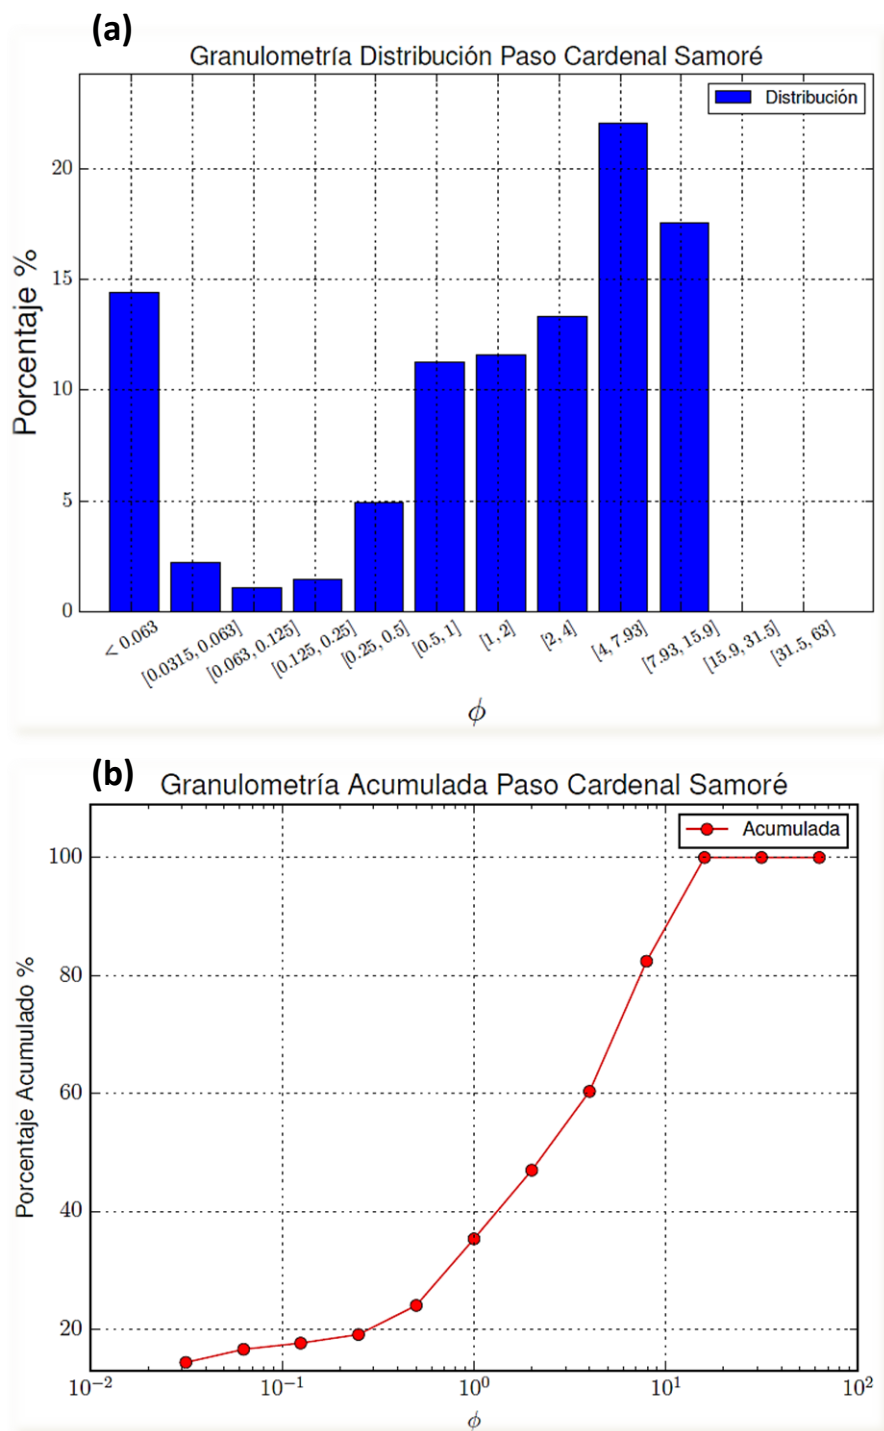 (a)
Granulometría Distribución Paso Cardenal Samoré
Distribución
Porcentaje %
20
15
10
5
0
< 0.063
[0.0315, 0.063]
[0.063, 0.125]
[0.125, 0.25]
[0.25, 0.5]
[0.5, 1]
[1, 2]
[2, 4]
[4, 7.93]
[7.93, 15.9]
[15.9, 31.5]
[31.5, 63]
ϕ
(b)
Granulometría Acumulada Paso Cardenal Samoré
Acumulada
Porcentaje Acumulado %
100
80
60
40
20
10⁻²
10⁻¹
10⁰
10¹
10²
ϕ